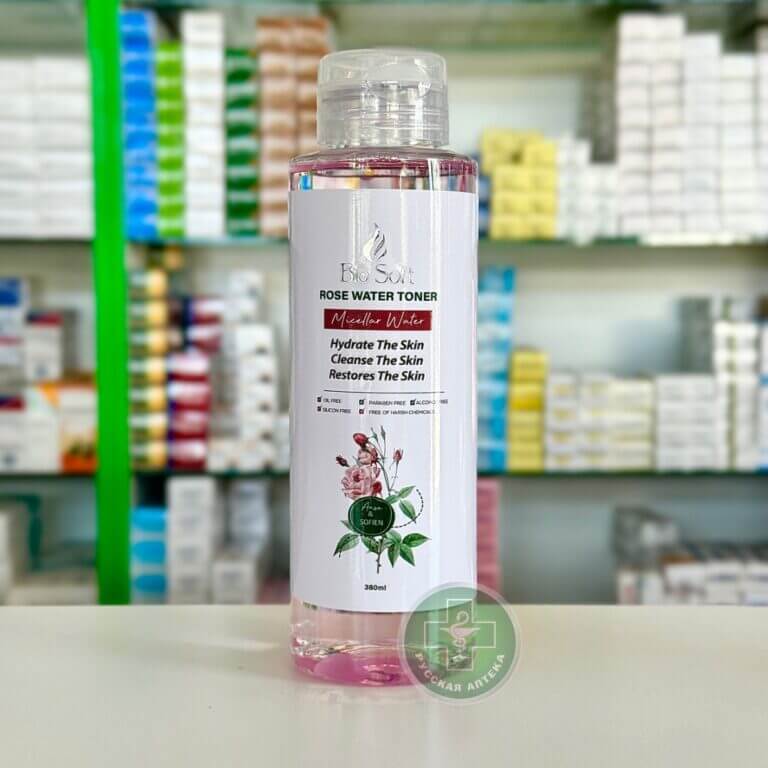 Bio Soft
ROSE WATER TONER
Micellar Water
Hydrate The Skin
Cleanse The Skin
Restores The Skin
OIL FREE PARABEN FREE ALCOHOL FREE
SILICON FREE FREE OF HARSH CHEMICALS
&
SOFIEN
380ml
РУССКАЯ АПТЕКА